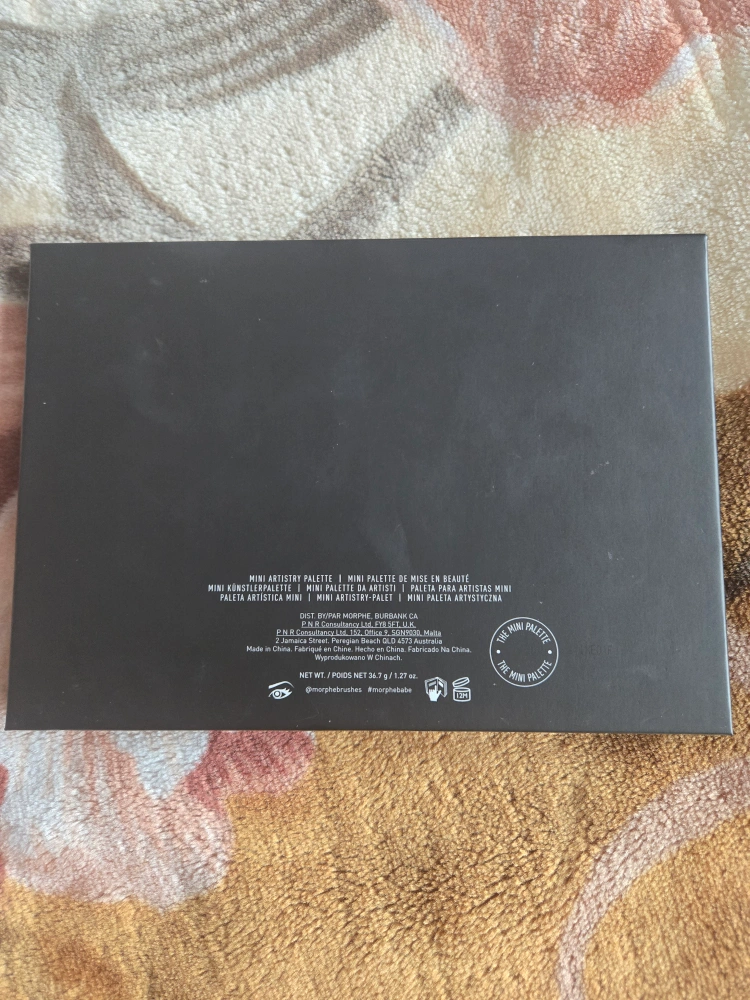 MINI ARTISTRY PALETTE | MINI PALETTE DE MISE EN BEAUTÉ
MINI KÜNSTLERPALETTE | MINI PALETTE DA ARTISTI | PALETA PARA ARTISTAS MINI
PALETA ARTÍSTICA MINI | MINI ARTISTRY-PALET | MINI PALETA ARTYSTYCZNA
DIST. BY/PAR MORPHE, BURBANK CA
P N R Consultancy Ltd, FY8 5FT, U.K.
P N R Consultancy Ltd, 152, Office 9, SGN9030, Malta
2 Jamaica Street, Peregian Beach QLD 4573 Australia
Made in China. Fabriqué en Chine. Hecho en China. Fabricado Na China.
Wyprodukowano W Chinach.
NET WT. / POIDS NET 36.7 g / 1.27 oz.
@morphebrushes #morphebabe
12M
THE MINI PALETTE
THE MINI PALETTE